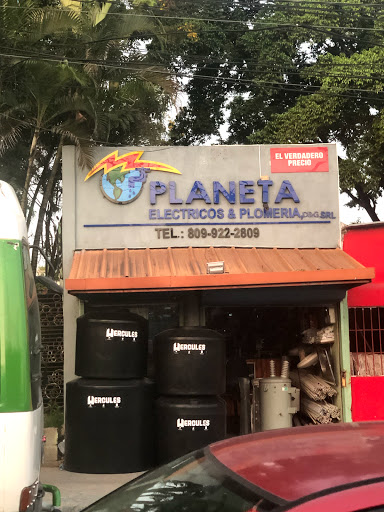 EL VERDADERO
PRECIO
PLANETA
ELECTRICOS & PLOMERIA, P&G, SRL
TEL.: 809-922-2809
HERCULES
HERCULES
HERCULES
HERCULES